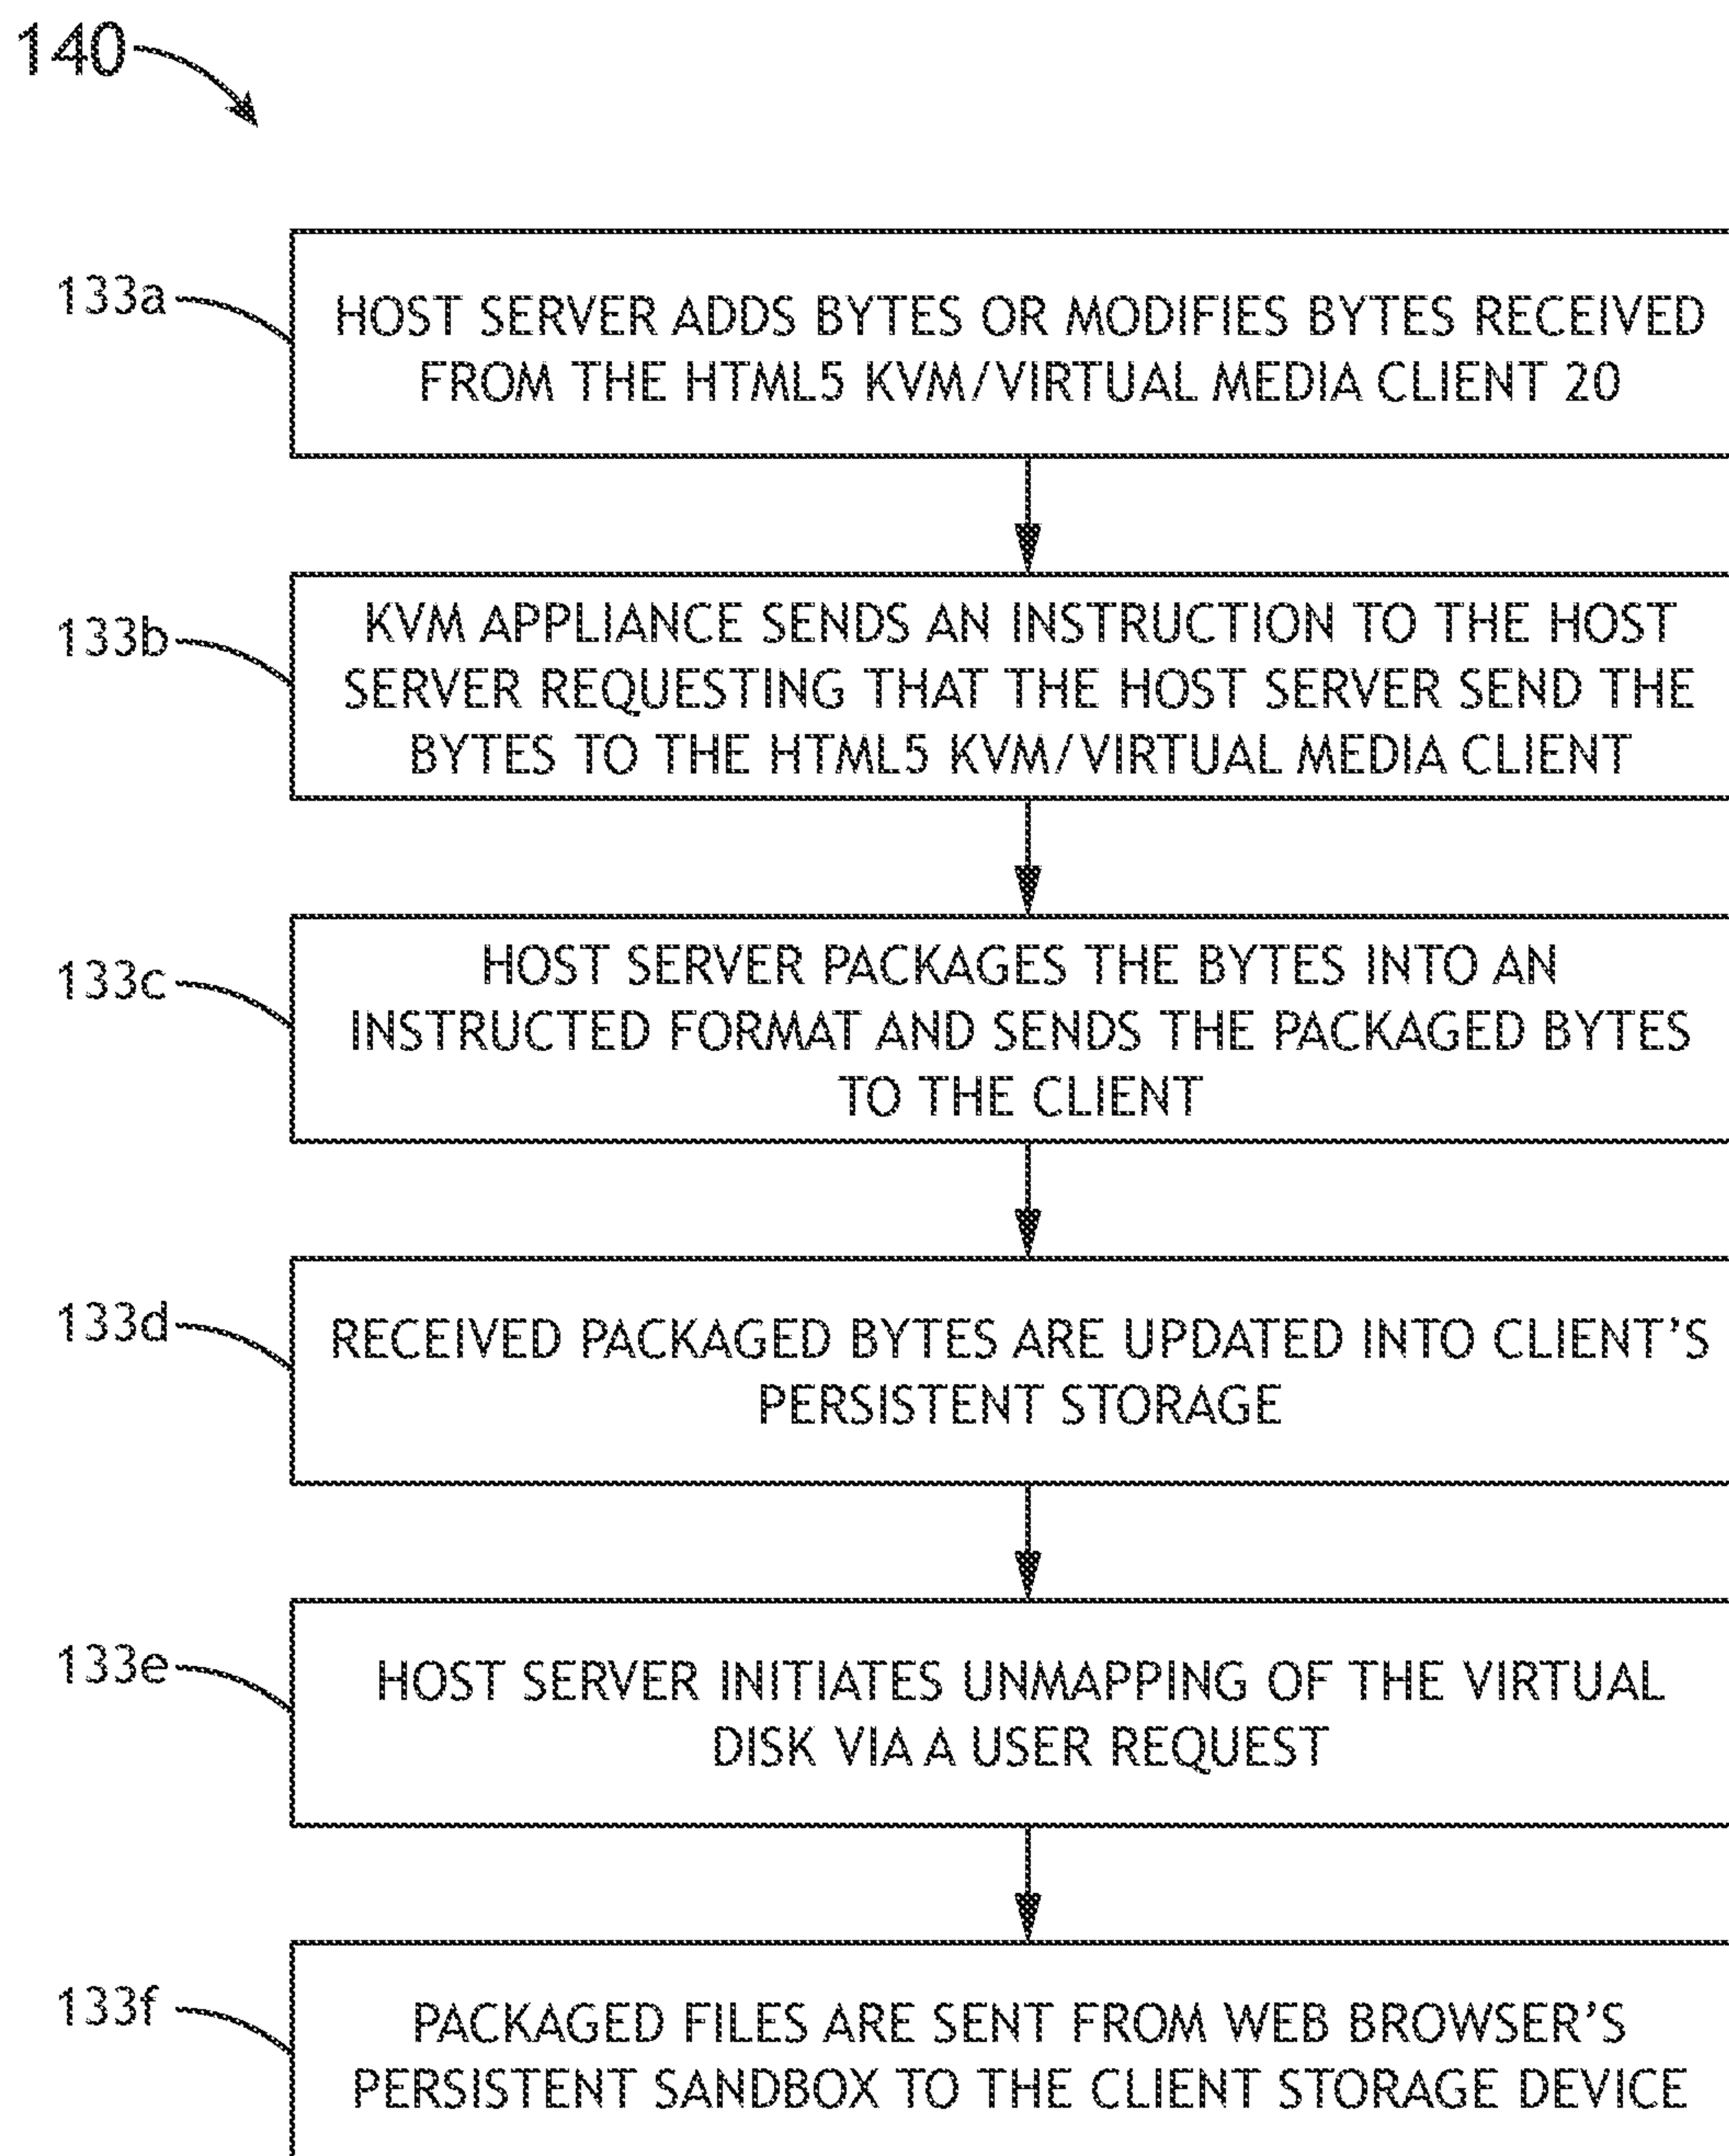 140
133a
HOST SERVER ADDS BYTES OR MODIFIES BYTES RECEIVED
FROM THE HTML5 KVM/VIRTUAL MEDIA CLIENT 20
133b
KVM APPLIANCE SENDS AN INSTRUCTION TO THE HOST
SERVER REQUESTING THAT THE HOST SERVER SEND THE
BYTES TO THE HTML5 KVM/VIRTUAL MEDIA CLIENT
133c
HOST SERVER PACKAGES THE BYTES INTO AN
INSTRUCTED FORMAT AND SENDS THE PACKAGED BYTES
TO THE CLIENT
133d
RECEIVED PACKAGED BYTES ARE UPDATED INTO CLIENT'S
PERSISTENT STORAGE
133e
HOST SERVER INITIATES UNMAPPING OF THE VIRTUAL
DISK VIA A USER REQUEST
133f
PACKAGED FILES ARE SENT FROM WEB BROWSER'S
PERSISTENT SANDBOX TO THE CLIENT STORAGE DEVICE